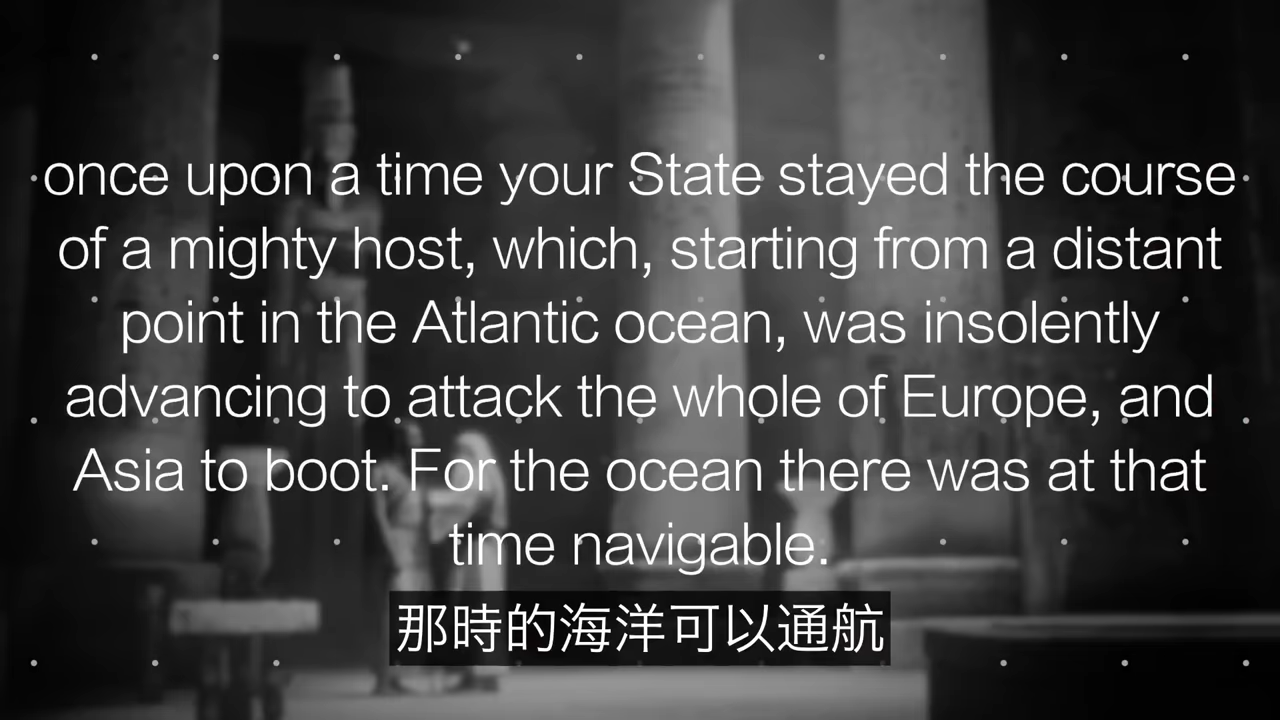 once upon a time your State stayed the course
of a mighty host, which, starting from a distant
point in the Atlantic ocean, was insolently
advancing to attack the whole of Europe, and
Asia to boot. For the ocean there was at that
time navigable.
那時的海洋可以通航